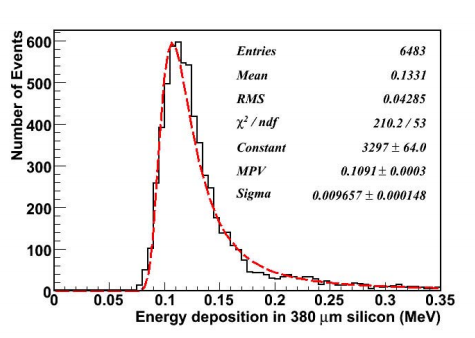 Number of Events
600
500
400
300
200
100
0
Entries 6483
Mean 0.1331
RMS 0.04285
χ² / ndf 210.2 / 53
Constant 3297 ± 64.0
MPV 0.1091 ± 0.0003
Sigma 0.009657 ± 0.000148
0 0.05 0.1 0.15 0.2 0.25 0.3 0.35
Energy deposition in 380 μm silicon (MeV)